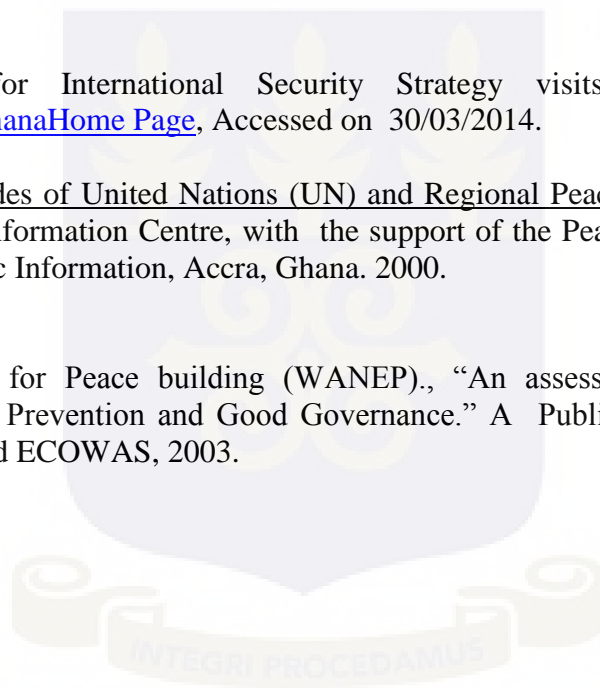 for International Security Strategy visits
hanaHome Page, Accessed on 30/03/2014.
des of United Nations (UN) and Regional Peac
nformation Centre, with the support of the Pea
c Information, Accra, Ghana. 2000.
for Peace building (WANEP)., “An assess
Prevention and Good Governance.” A Publi
d ECOWAS, 2003.
INTEGRI PROCEDAMUS